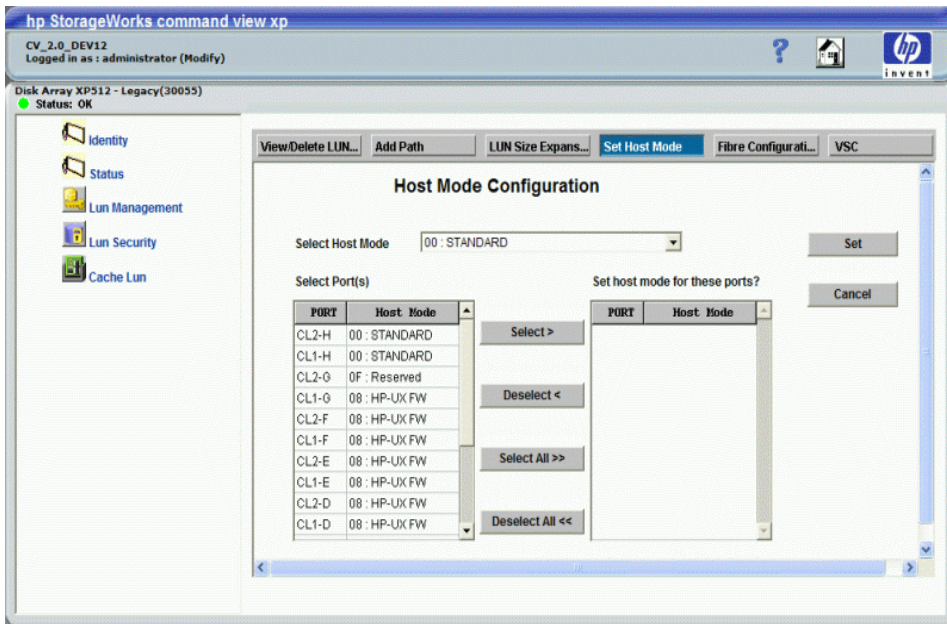 hp StorageWorks command view xp
CV_2.0_DEV12
Logged in as : administrator (Modify)
?
hp
invent
Disk Array XP512 - Legacy(30055)
Status: OK
Identity
Status
Lun Management
Lun Security
Cache Lun
View/Delete LUN... Add Path LUN Size Expans... Set Host Mode Fibre Configurati... VSC
Host Mode Configuration
Select Host Mode 00 : STANDARD Set
Select Port(s) Set host mode for these ports? Cancel
PORT Host Mode PORT Host Mode
CL2-H 00 : STANDARD
CL1-H 00 : STANDARD
CL2-G 0F : Reserved
CL1-G 08 : HP-UX FW
CL2-F 08 : HP-UX FW
CL1-F 08 : HP-UX FW
CL2-E 08 : HP-UX FW
CL1-E 08 : HP-UX FW
CL2-D 08 : HP-UX FW
CL1-D 08 : HP-UX FW
Select >
Deselect <
Select All >>
Deselect All <<